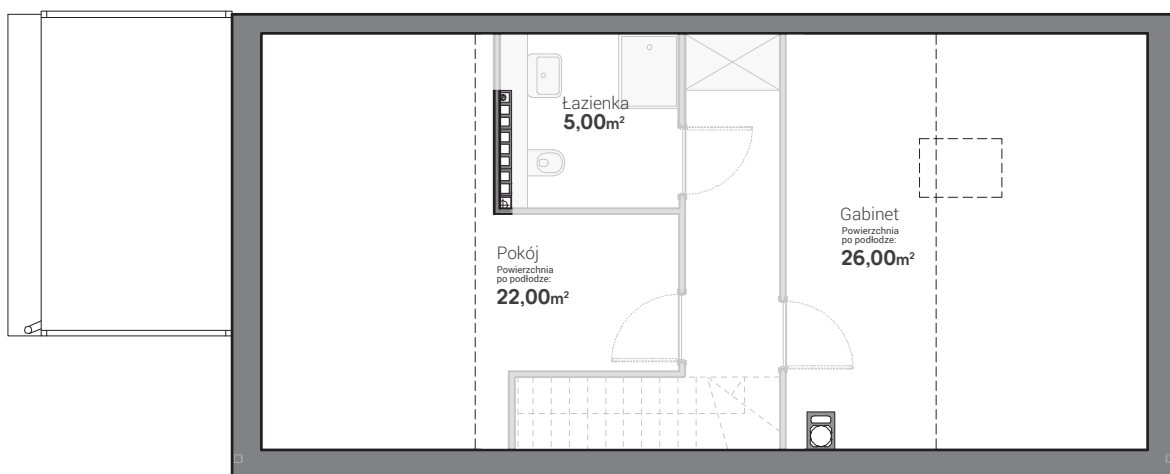 Łazienka
5,00m²
Pokój
Powierzchnia
po podłodze:
22,00m²
Gabinet
Powierzchnia
po podłodze:
26,00m²